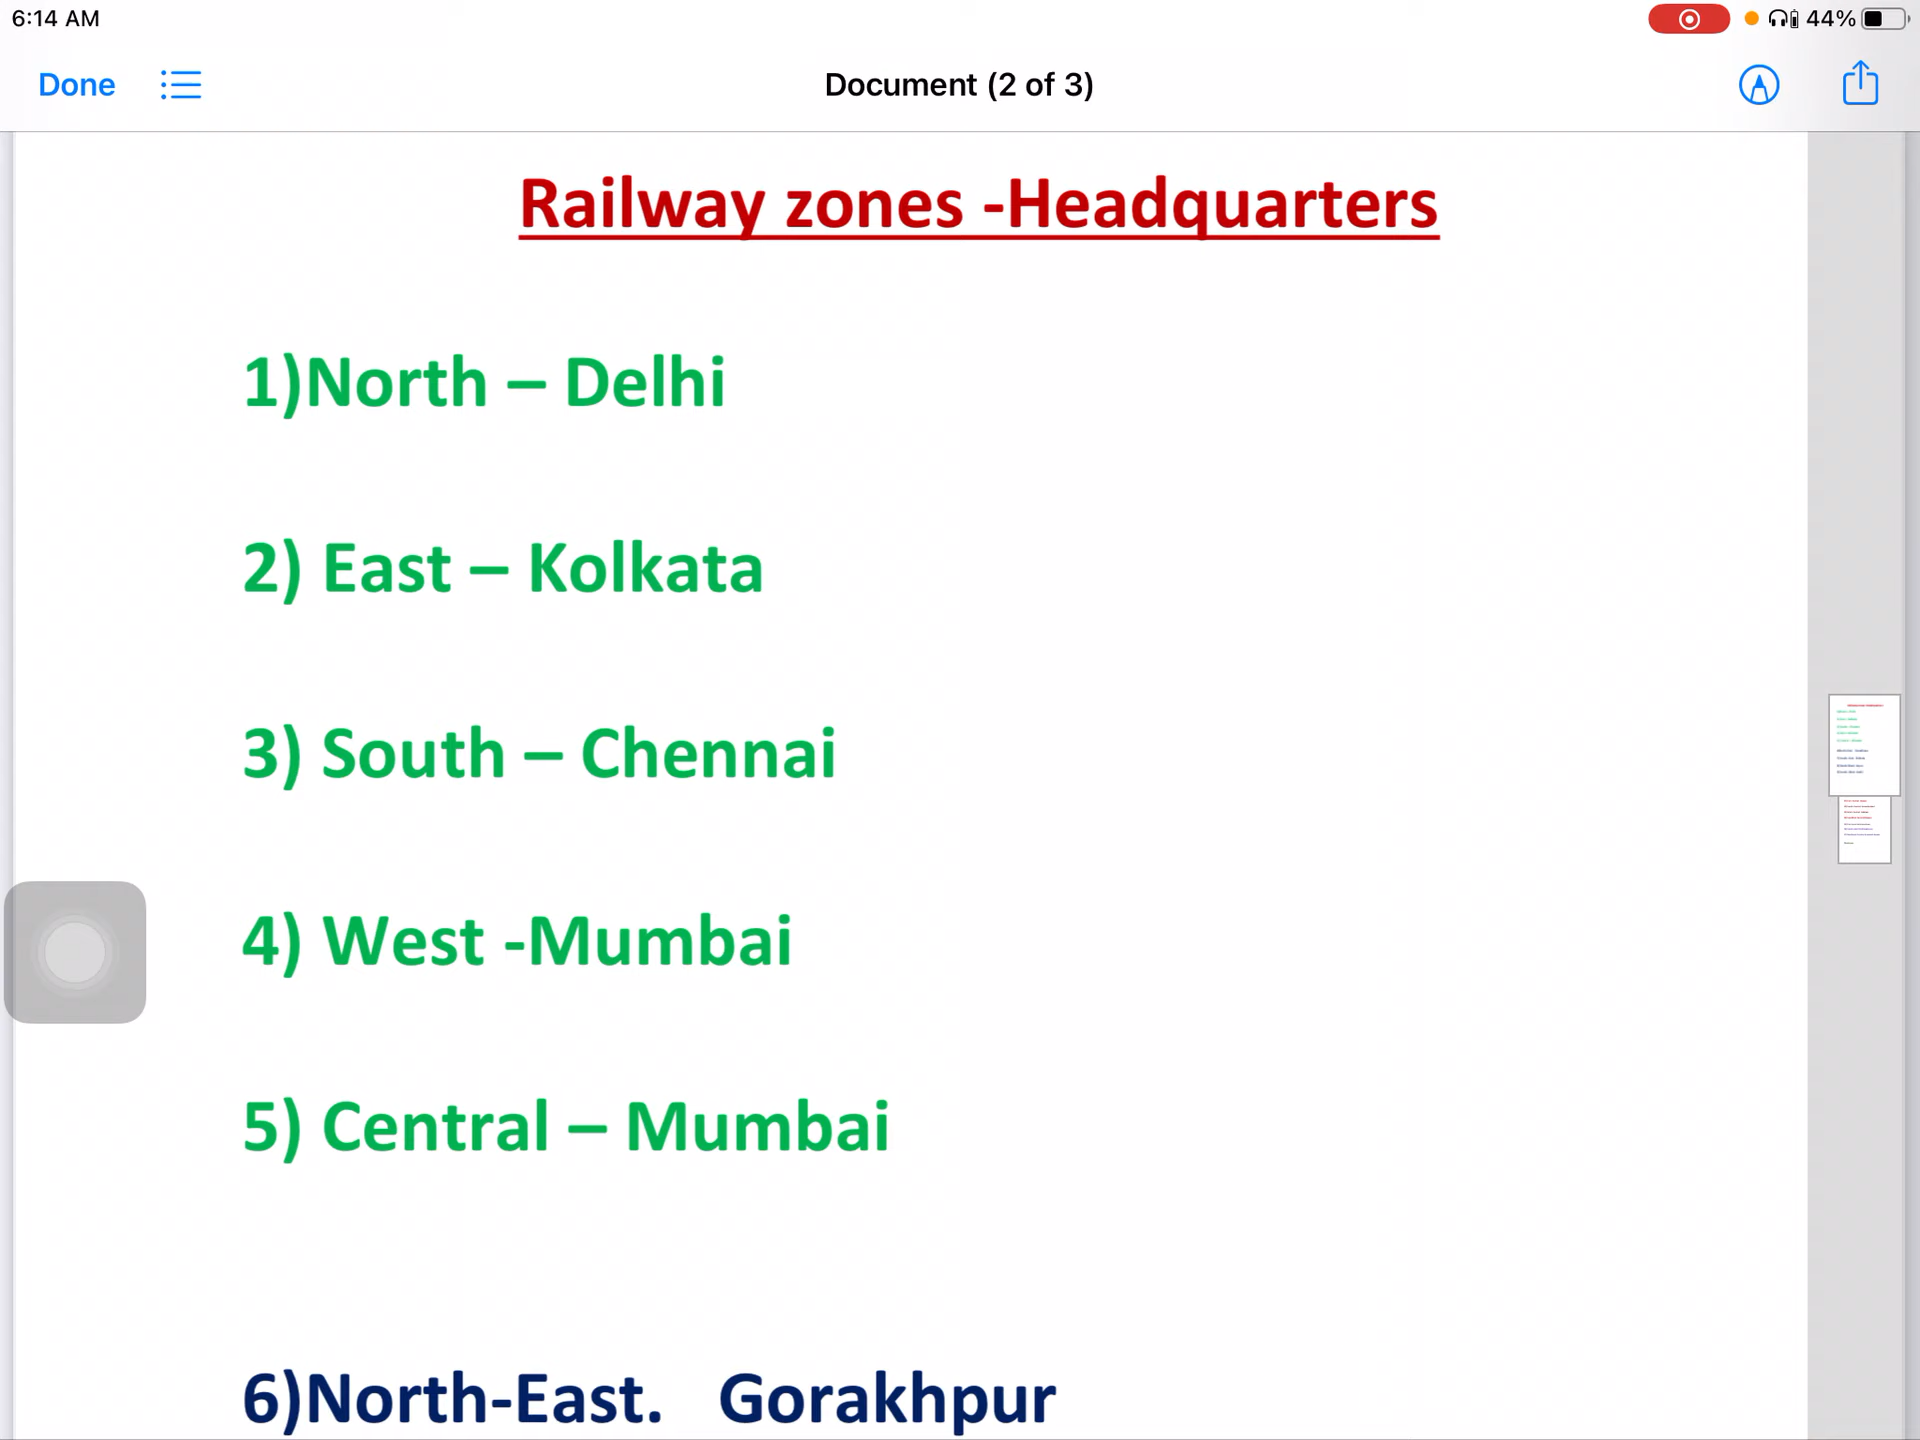 6:14 AM
44%
Done
Document (2 of 3)
Railway zones -Headquarters
1)North – Delhi
2) East – Kolkata
3) South – Chennai
4) West -Mumbai
5) Central – Mumbai
6)North-East. Gorakhpur